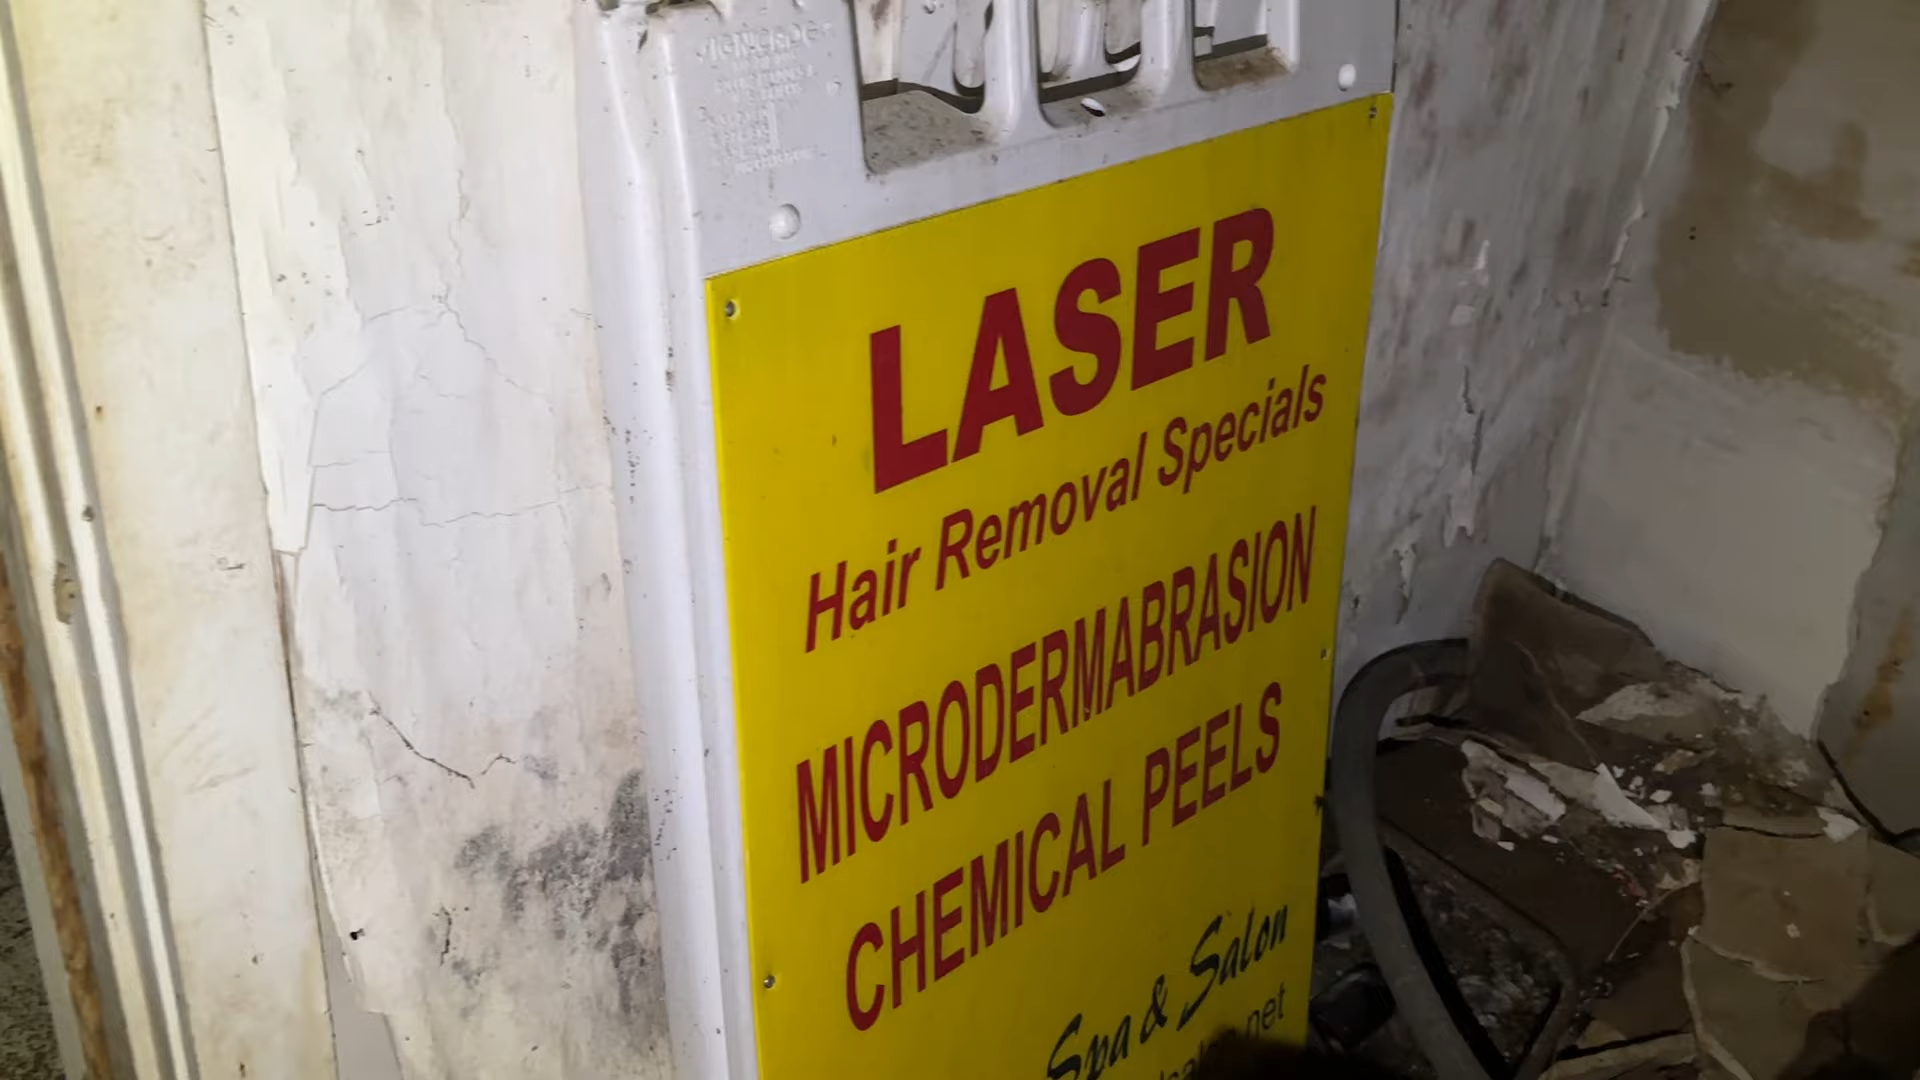 LASER
Hair Removal Specials
MICRODERMABRASION
CHEMICAL PEELS
Spa & Salon